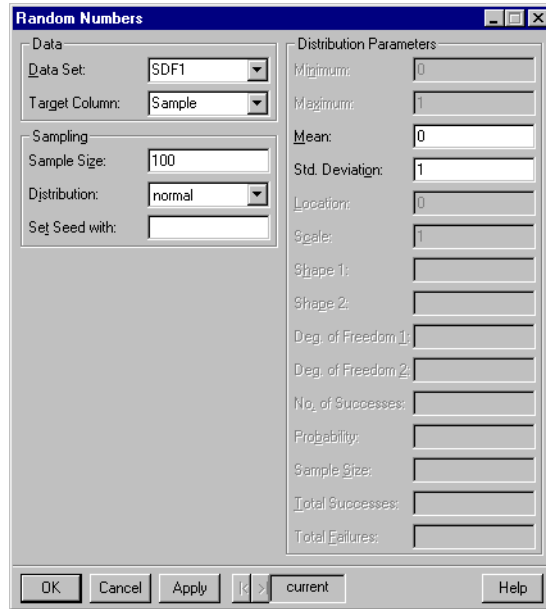 Random Numbers
Data
Data Set: SDF1
Target Column: Sample
Sampling
Sample Size: 100
Distribution: normal
Set Seed with:
Distribution Parameters
Minimum: 0
Maximum: 1
Mean: 0
Std. Deviation: 1
Location: 0
Scale: 1
Shape 1:
Shape 2:
Deg. of Freedom 1:
Deg. of Freedom 2:
No. of Successes:
Probability:
Sample Size:
Total Successes:
Total Failures:
OK Cancel Apply current Help